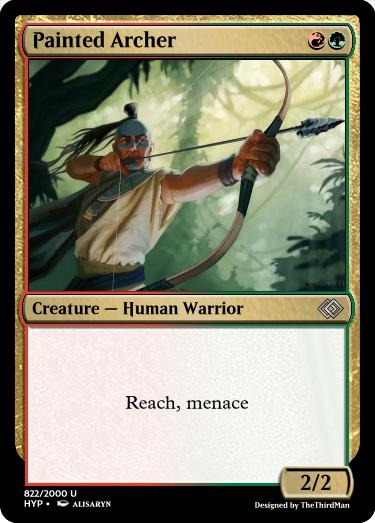 Painted Archer
Creature — Human Warrior
Reach, menace
2/2
822/2000 U
HYP • ALISARYN
Designed by TheThirdMan